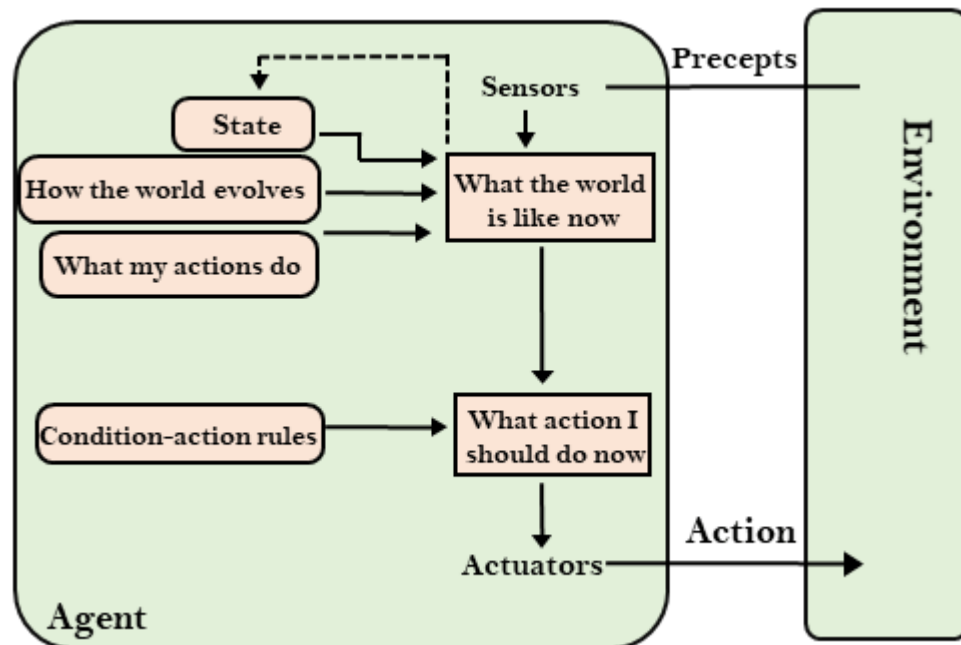 Precepts
Sensors
State
How the world evolves
What my actions do
What the world
is like now
Environment
Condition-action rules
What action I
should do now
Action
Actuators
Agent